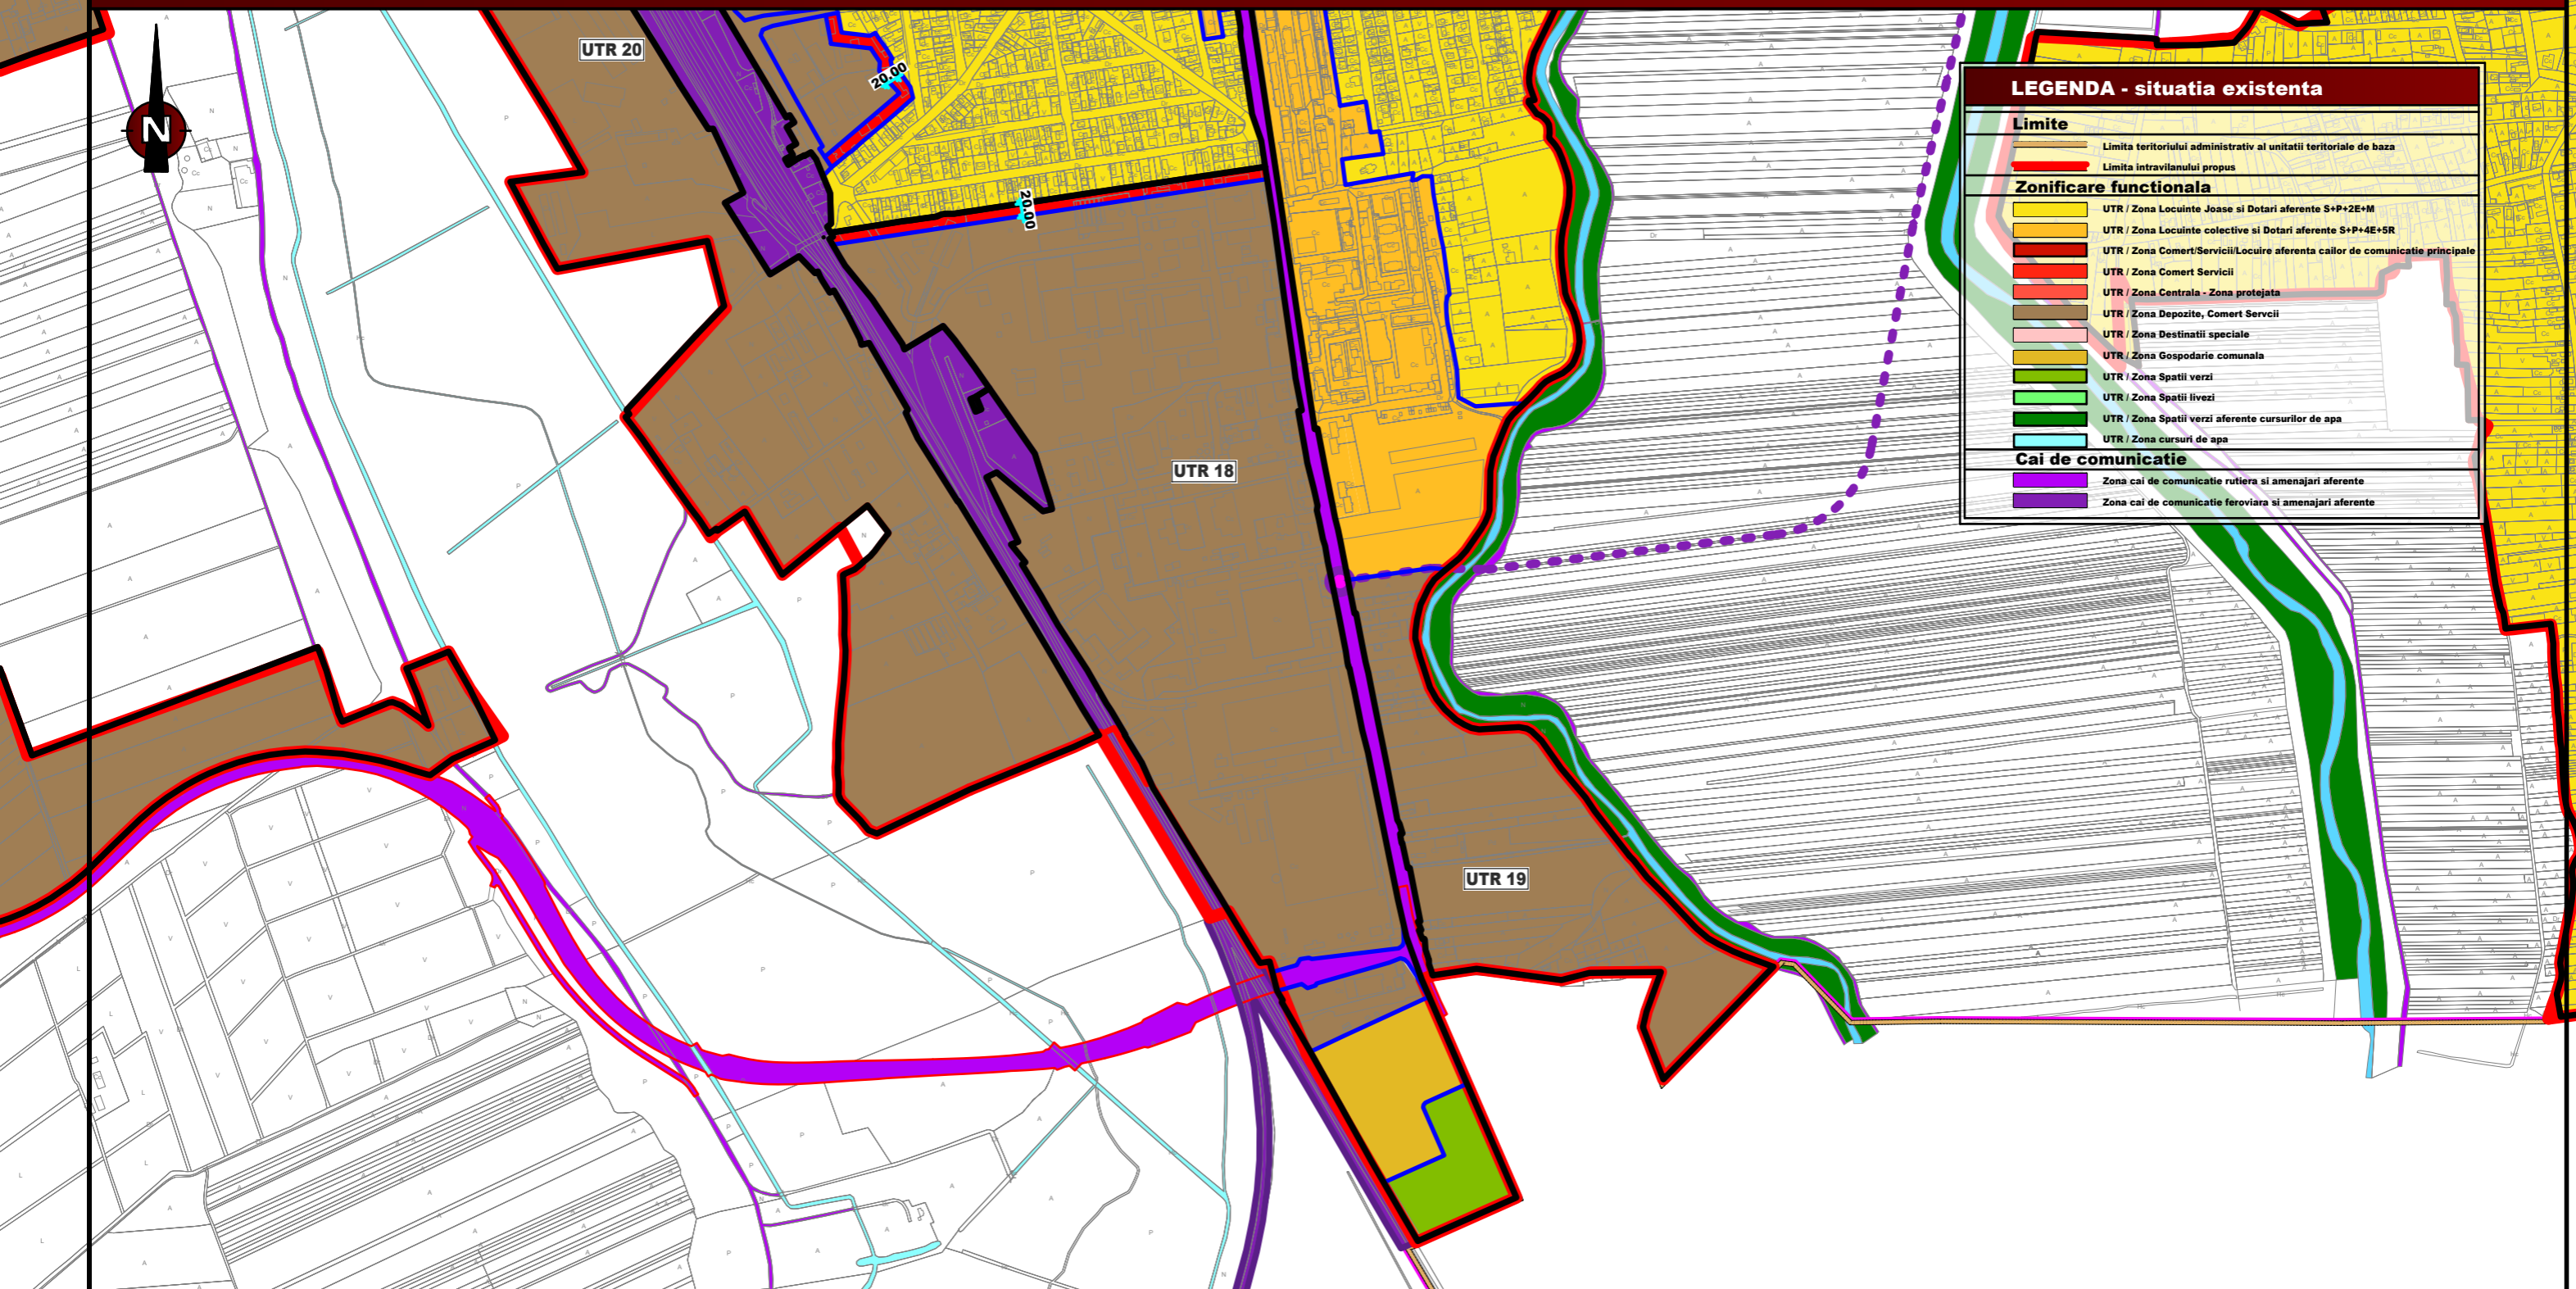 UTR 20
20.00
N
20.00
UTR 18
UTR 19
LEGENDA - situatia existenta
Limite
Limita teritoriului administrativ al unitatii teritoriale de baza
Limita intravilanului propus
Zonificare functionala
UTR / Zona Locuinte Joase si Dotari aferente S+P+2E+M
UTR / Zona Locuinte colective si Dotari aferente S+P+4E+5R
UTR / Zona Comert/Servicii/Locuire aferenta cailor de comunicatie principale
UTR / Zona Comert Servicii
UTR / Zona Centrala - Zona protejata
UTR / Zona Depozite, Comert Servcii
UTR / Zona Destinatii speciale
UTR / Zona Gospodarie comunala
UTR / Zona Spatii verzi
UTR / Zona Spatii livezi
UTR / Zona Spatii verzi aferente cursurilor de apa
UTR / Zona cursuri de apa
Cai de comunicatie
Zona cai de comunicatie rutiera si amenajari aferente
Zona cai de comunicatie feroviara si amenajari aferente